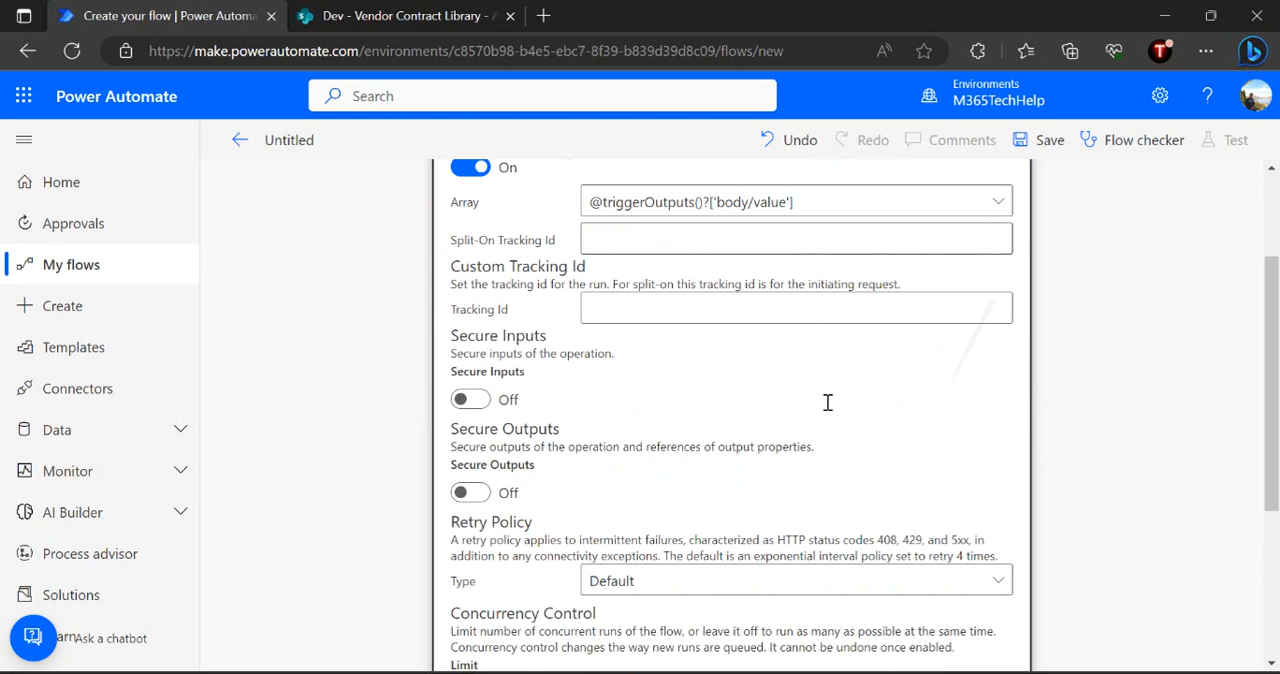 Create your flow | Power Automa
Dev - Vendor Contract Library -
https://make.powerautomate.com/environments/c8570b98-b4e5-ebc7-8f39-b839d39d8c09/flows/new
T
Power Automate
Search
Environments
M365TechHelp
Untitled
Undo
Redo
Comments
Save
Flow checker
Test
Home
Approvals
My flows
Create
Templates
Connectors
Data
Monitor
AI Builder
Process advisor
Solutions
arn
Ask a chatbot
On
Array
@triggerOutputs()?['body/value']
Split-On Tracking Id
Custom Tracking Id
Set the tracking id for the run. For split-on this tracking id is for the initiating request.
Tracking Id
Secure Inputs
Secure inputs of the operation.
Secure Inputs
Off
Secure Outputs
Secure outputs of the operation and references of output properties.
Secure Outputs
Off
Retry Policy
A retry policy applies to intermittent failures, characterized as HTTP status codes 408, 429, and 5xx, in
addition to any connectivity exceptions. The default is an exponential interval policy set to retry 4 times.
Type
Default
Concurrency Control
Limit number of concurrent runs of the flow, or leave it off to run as many as possible at the same time.
Concurrency control changes the way new runs are queued. It cannot be undone once enabled.
Limit